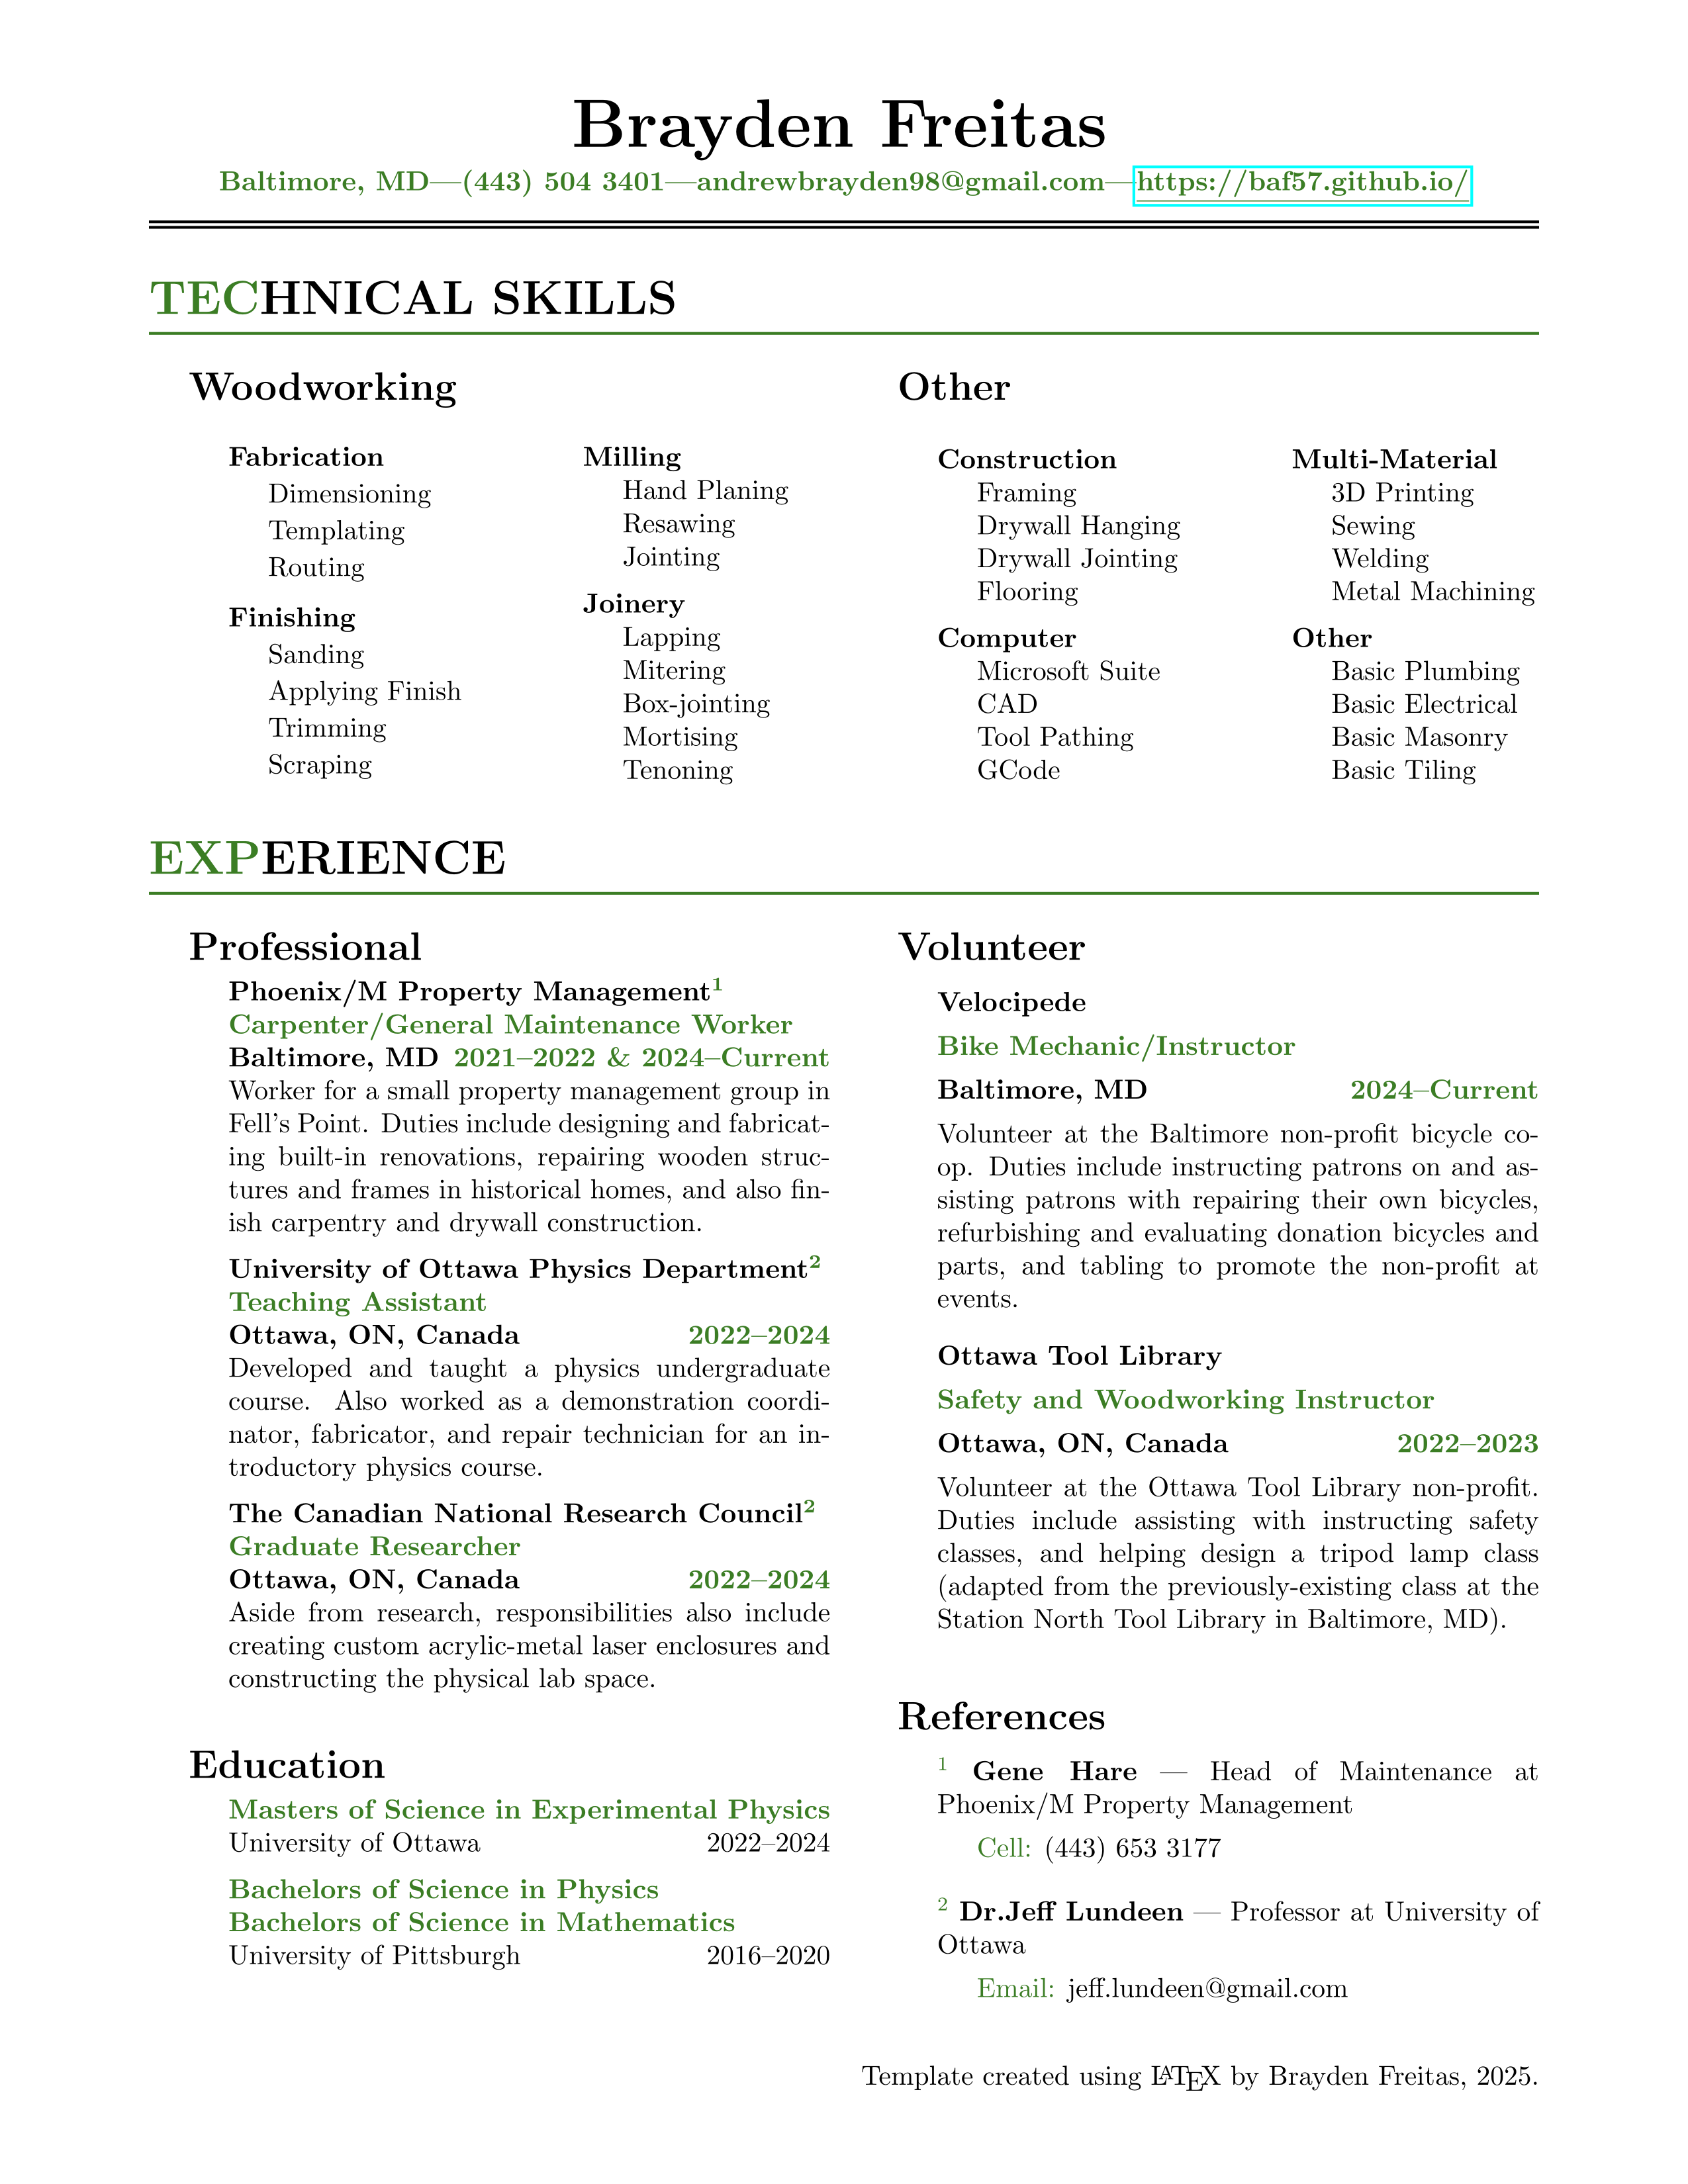 Brayden Freitas
Baltimore, MD—(443) 504 3401—andrewbrayden98@gmail.com—https://baf57.github.io/
TECHNICAL SKILLS
Woodworking
Fabrication
Dimensioning
Templating
Routing
Finishing
Sanding
Applying Finish
Trimming
Scraping
Milling
Hand Planing
Resawing
Jointing
Joinery
Lapping
Mitering
Box-jointing
Mortising
Tenoning
Other
Construction
Framing
Drywall Hanging
Drywall Jointing
Flooring
Computer
Microsoft Suite
CAD
Tool Pathing
GCode
Multi-Material
3D Printing
Sewing
Welding
Metal Machining
Other
Basic Plumbing
Basic Electrical
Basic Masonry
Basic Tiling
EXPERIENCE
Professional
Phoenix/M Property Management1
Carpenter/General Maintenance Worker
Baltimore, MD 2021–2022 & 2024–Current
Worker for a small property management group in
Fell's Point. Duties include designing and fabricat-
ing built-in renovations, repairing wooden struc-
tures and frames in historical homes, and also fin-
ish carpentry and drywall construction.
University of Ottawa Physics Department2
Teaching Assistant
Ottawa, ON, Canada 2022–2024
Developed and taught a physics undergraduate
course. Also worked as a demonstration coordi-
nator, fabricator, and repair technician for an in-
troductory physics course.
The Canadian National Research Council2
Graduate Researcher
Ottawa, ON, Canada 2022–2024
Aside from research, responsibilities also include
creating custom acrylic-metal laser enclosures and
constructing the physical lab space.
Education
Masters of Science in Experimental Physics
University of Ottawa 2022–2024
Bachelors of Science in Physics
Bachelors of Science in Mathematics
University of Pittsburgh 2016–2020
Volunteer
Velocipede
Bike Mechanic/Instructor
Baltimore, MD 2024–Current
Volunteer at the Baltimore non-profit bicycle co-
op. Duties include instructing patrons on and as-
sisting patrons with repairing their own bicycles,
refurbishing and evaluating donation bicycles and
parts, and tabling to promote the non-profit at
events.
Ottawa Tool Library
Safety and Woodworking Instructor
Ottawa, ON, Canada 2022–2023
Volunteer at the Ottawa Tool Library non-profit.
Duties include assisting with instructing safety
classes, and helping design a tripod lamp class
(adapted from the previously-existing class at the
Station North Tool Library in Baltimore, MD).
References
1 Gene Hare — Head of Maintenance at
Phoenix/M Property Management
Cell: (443) 653 3177
2 Dr.Jeff Lundeen — Professor at University of
Ottawa
Email: jeff.lundeen@gmail.com
Template created using LATEX by Brayden Freitas, 2025.